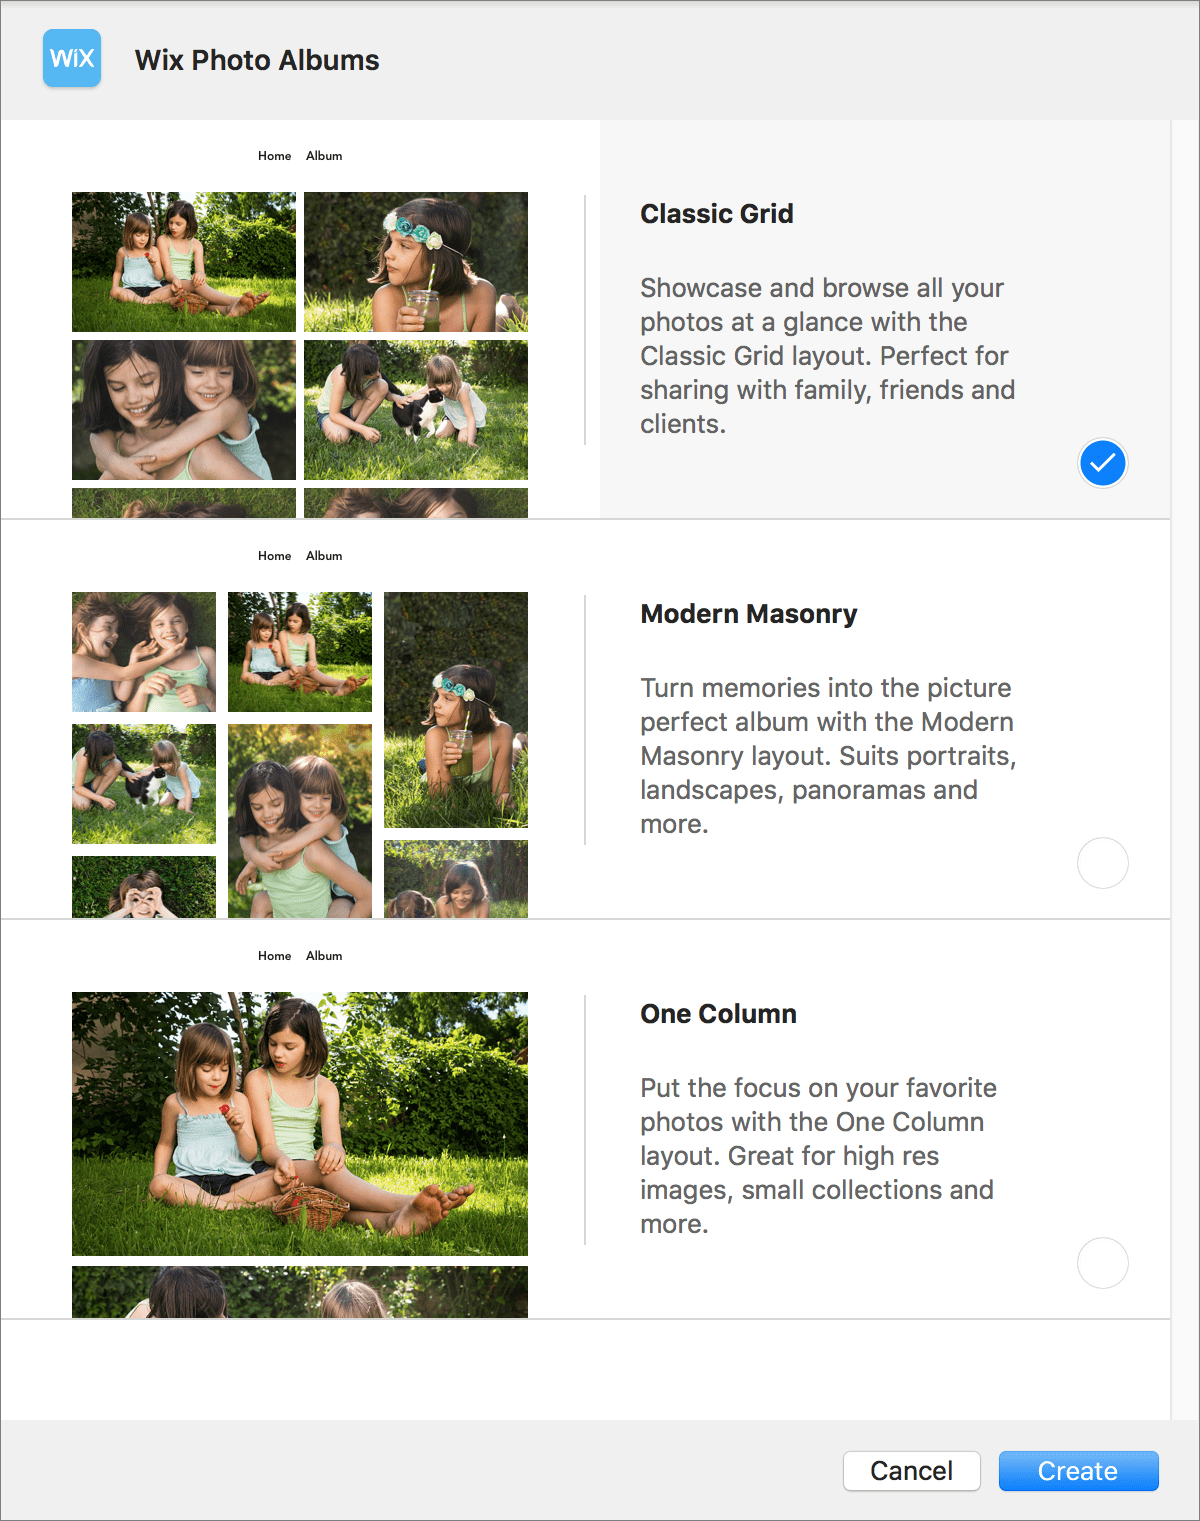 WiX
Wix Photo Albums
Home Album
Classic Grid
Showcase and browse all your
photos at a glance with the
Classic Grid layout. Perfect for
sharing with family, friends and
clients.
Home Album
Modern Masonry
Turn memories into the picture
perfect album with the Modern
Masonry layout. Suits portraits,
landscapes, panoramas and
more.
Home Album
One Column
Put the focus on your favorite
photos with the One Column
layout. Great for high res
images, small collections and
more.
Cancel Create